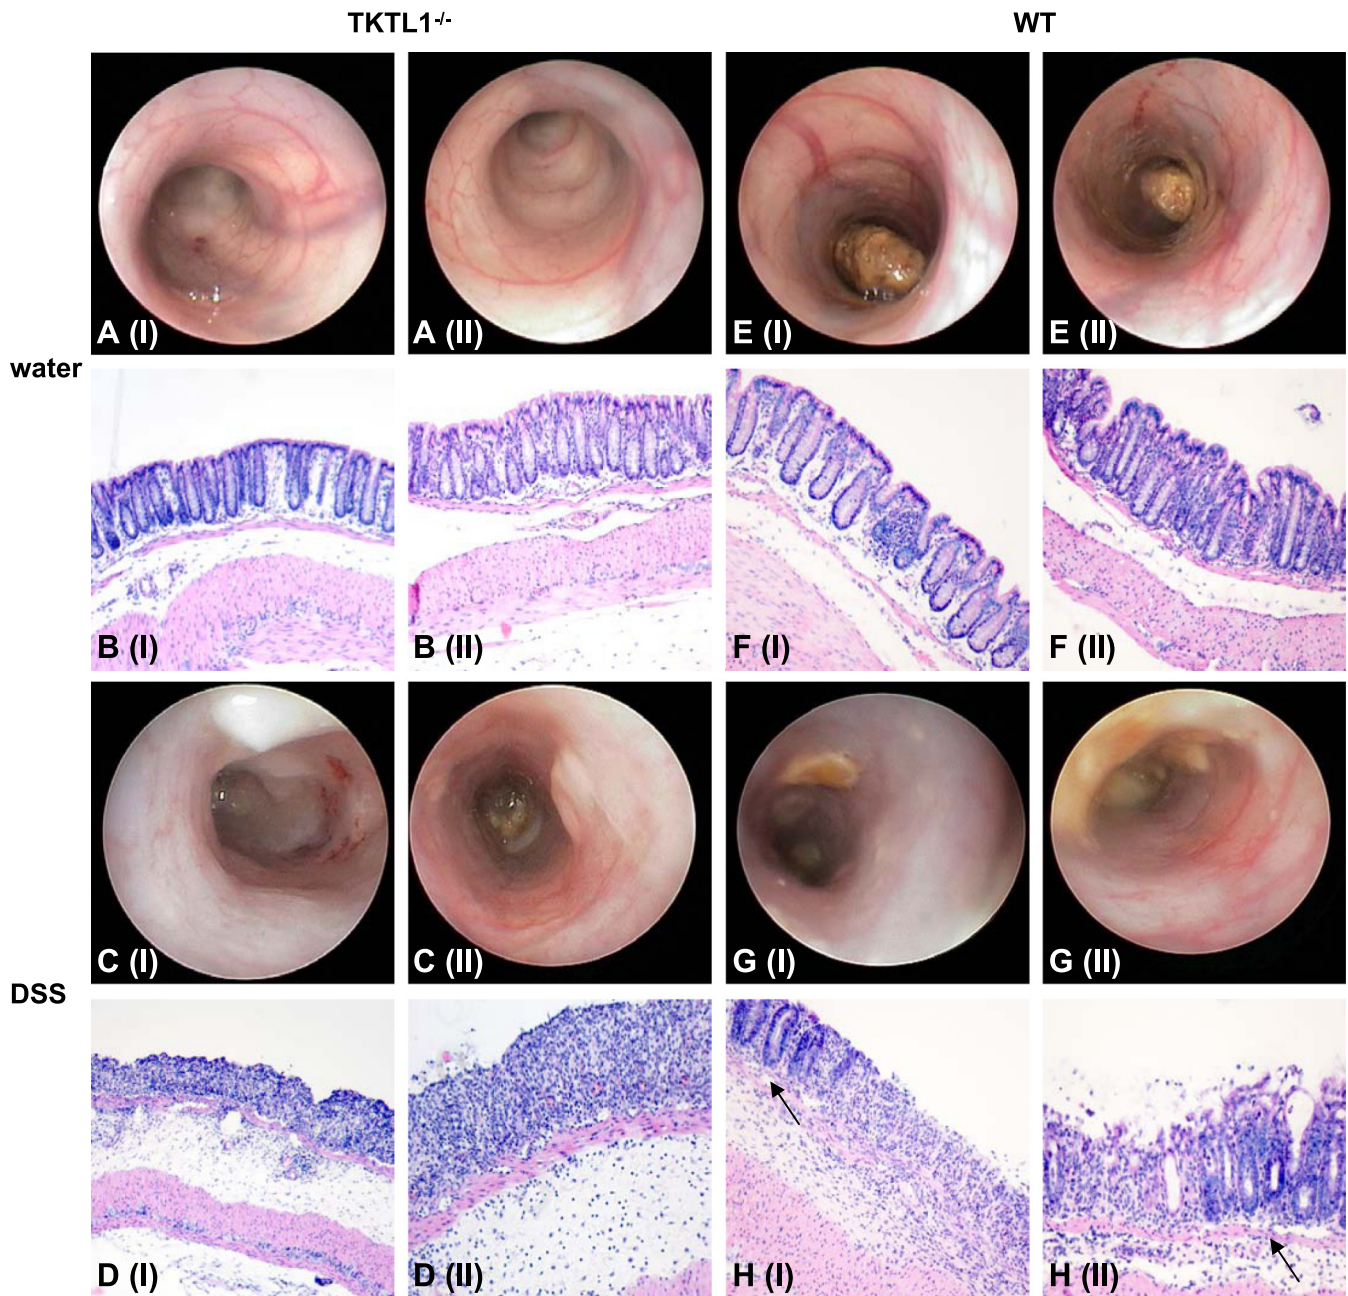 TKTL1-/- WT
A (I) A (II) E (I) E (II)
water
B (I) B (II) F (I) F (II)
C (I) C (II) G (I) G (II)
DSS
D (I) D (II) H (I) H (II)